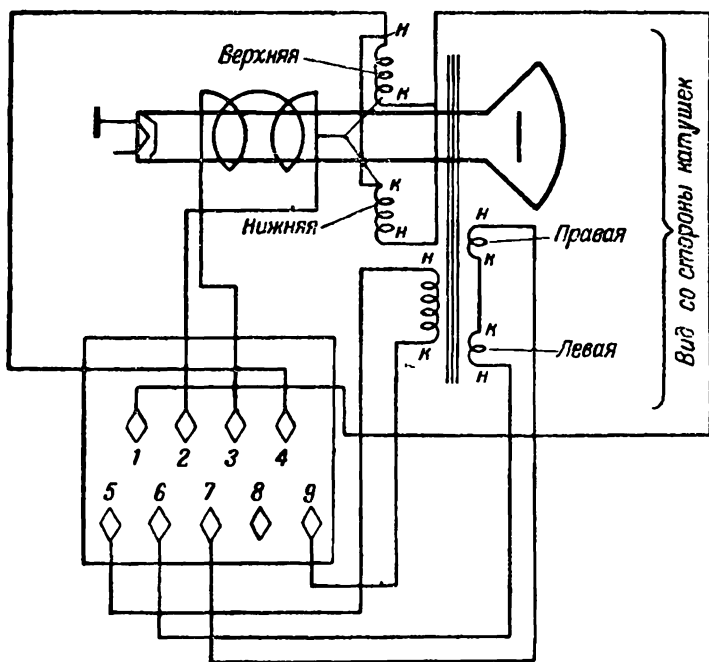 н
Верхняя
к
к
Нижняя
н
н
Правая
н
к
к
Левая
к
н
Вид со стороны катушек
1 2 3 4
5 6 7 8 9